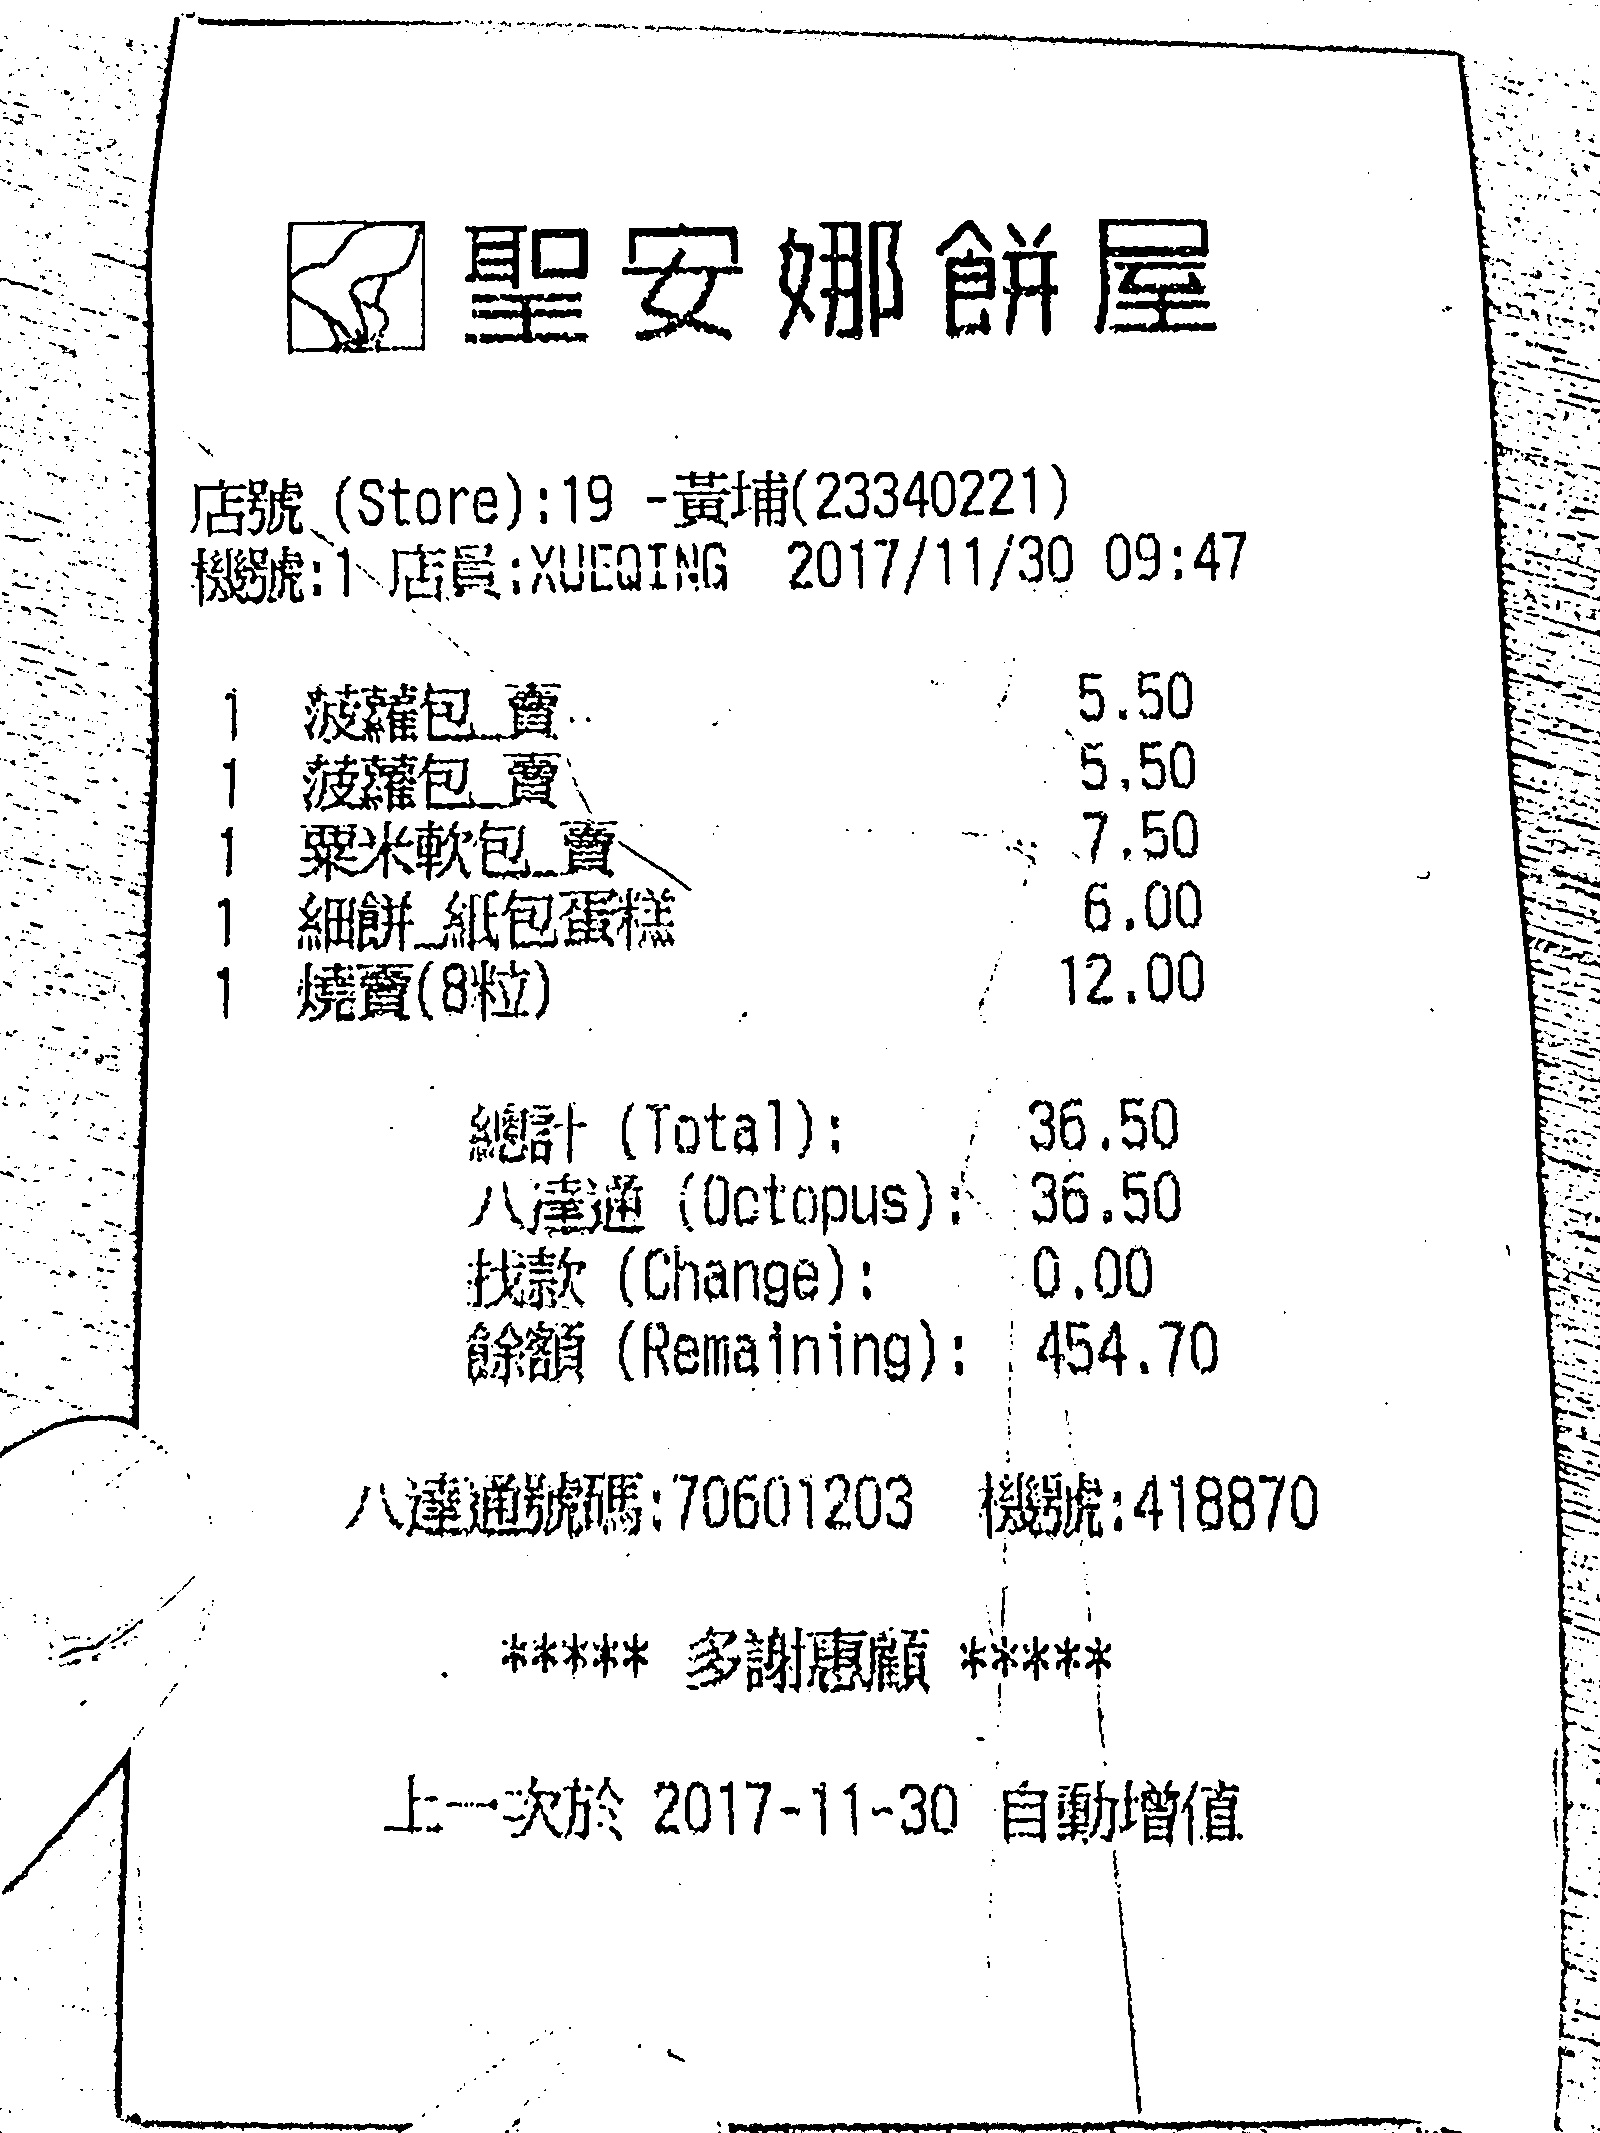 聖安娜餅屋
店號 (Store):19 -黃埔(23340221)
機號:1 店員:XUEQING 2017/11/30 09:47
1 菠蘿包_賣 5.50
1 菠蘿包_賣 5.50
1 粟米軟包_賣 7.50
1 細餅_紙包蛋糕 6.00
1 燒賣(8粒) 12.00
總計 (Total): 36.50
八達通 (Octopus): 36.50
找款 (Change): 0.00
餘額 (Remaining): 454.70
八達通號碼:70601203 機號:418870
***** 多謝惠顧 *****
上一次於 2017-11-30 自動增值